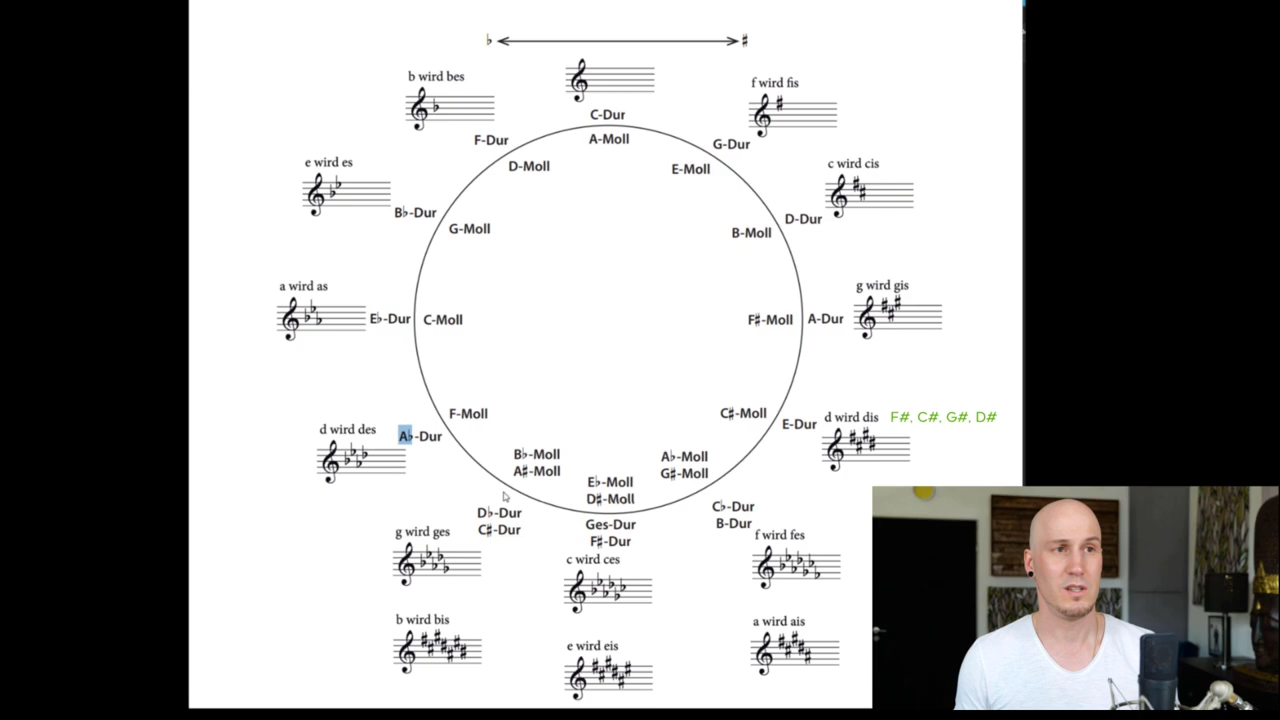 ♭ ♯
b wird bes
f wird fis
C-Dur
F-Dur
A-Moll
G-Dur
D-Moll
E-Moll
e wird es
c wird cis
B♭-Dur
D-Dur
G-Moll
B-Moll
a wird as
g wird gis
E♭-Dur
C-Moll
F♯-Moll
A-Dur
F-Moll
C♯-Moll
d wird des
A♭-Dur
E-Dur
d wird dis
F#, C#, G#, D#
B♭-Moll
A♯-Moll
A♭-Moll
G♯-Moll
E♭-Moll
D♯-Moll
D♭-Dur
C♯-Dur
Ges-Dur
F♯-Dur
C♭-Dur
B-Dur
g wird ges
f wird fes
c wird ces
b wird bis
a wird ais
e wird eis